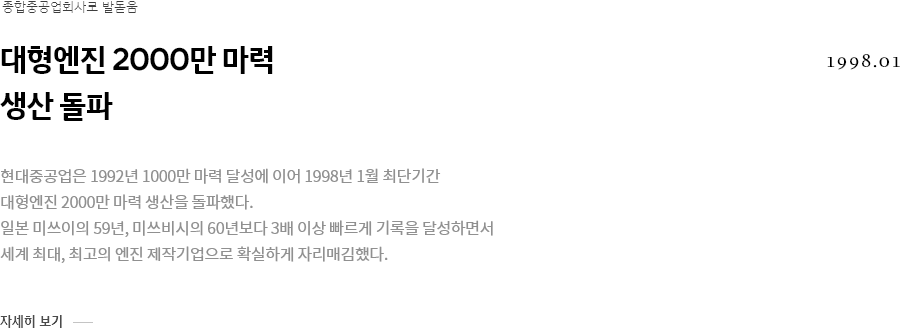 종합중공업회사로 발돋움
대형엔진 2000만 마력
1998.01
생산 돌파
현대중공업은 1992년 1000만 마력 달성에 이어 1998년 1월 최단기간
대형엔진 2000만 마력 생산을 돌파했다.
일본 미쓰이의 59년, 미쓰비시의 60년보다 3배 이상 빠르게 기록을 달성하면서
세계 최대, 최고의 엔진 제작기업으로 확실하게 자리매김했다.
자세히 보기